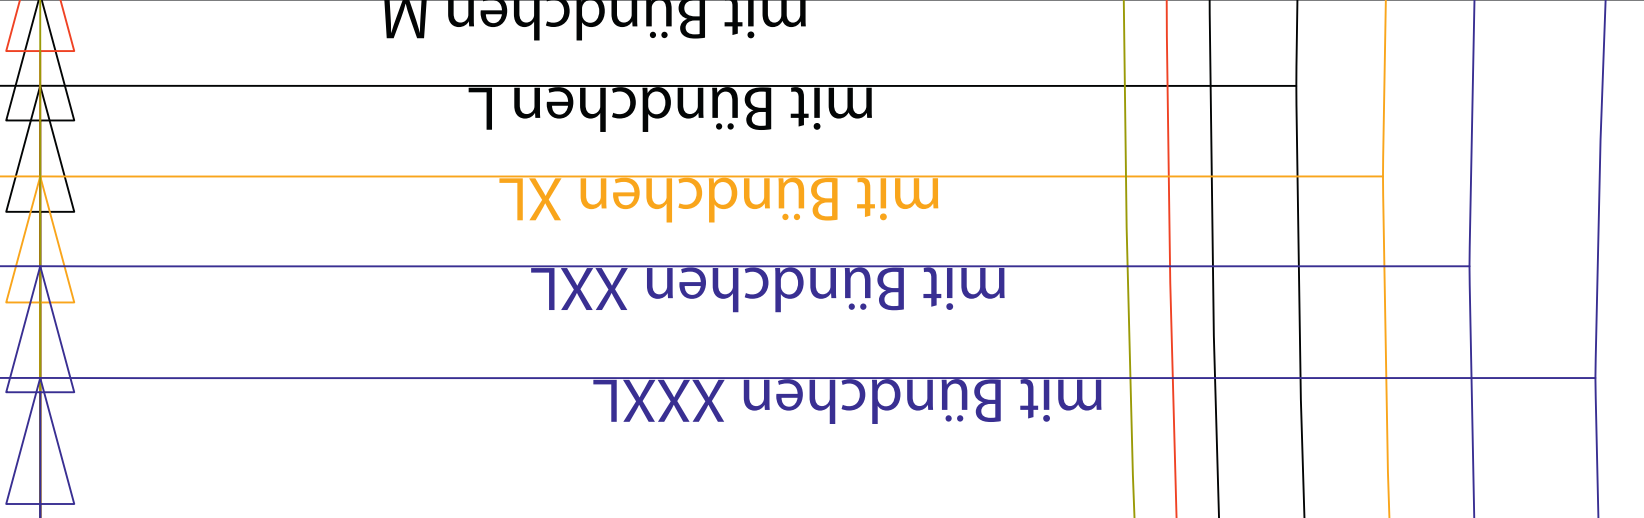 mit Bündchen XXXL
mit Bündchen XXL
mit Bündchen XL
mit Bündchen L
mit Bündchen M